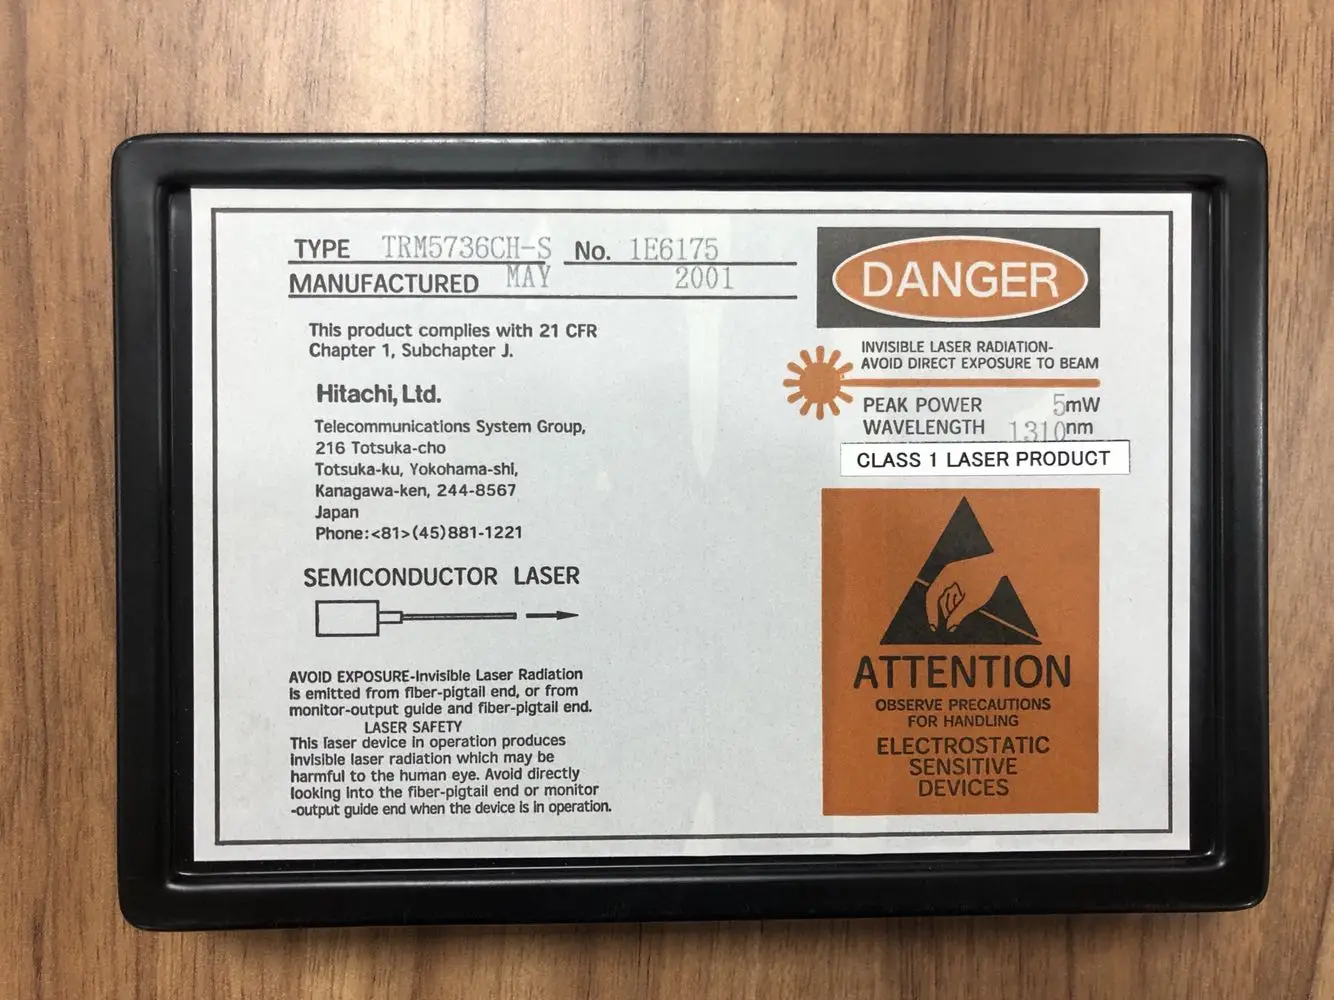 TYPE TRM5736CH-S No. 1E6175
MANUFACTURED MAY 2001
This product complies with 21 CFR
Chapter 1, Subchapter J.
Hitachi, Ltd.
Telecommunications System Group,
216 Totsuka-cho
Totsuka-ku, Yokohama-shi,
Kanagawa-ken, 244-8567
Japan
Phone:<81>(45)881-1221
SEMICONDUCTOR LASER
AVOID EXPOSURE-Invisible Laser Radiation
is emitted from fiber-pigtail end, or from
monitor-output guide and fiber-pigtail end.
LASER SAFETY
This laser device in operation produces
invisible laser radiation which may be
harmful to the human eye. Avoid directly
looking into the fiber-pigtail end or monitor
-output guide end when the device is in operation.
DANGER
INVISIBLE LASER RADIATION-
AVOID DIRECT EXPOSURE TO BEAM
PEAK POWER 5mW
WAVELENGTH 1310nm
CLASS 1 LASER PRODUCT
ATTENTION
OBSERVE PRECAUTIONS
FOR HANDLING
ELECTROSTATIC
SENSITIVE
DEVICES